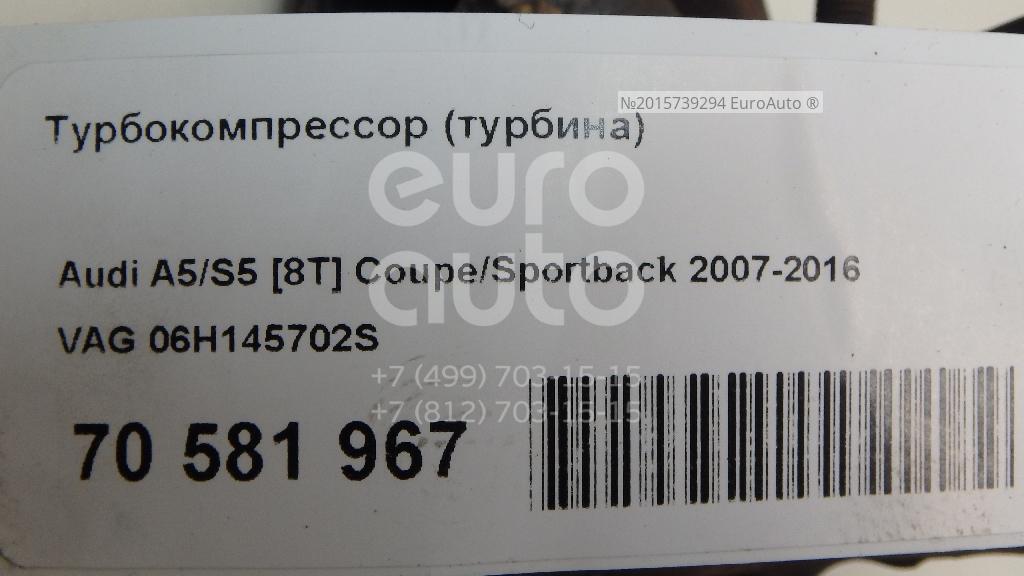 №2015739294 EuroAuto ®
Турбокомпрессор (турбина)
euro
auto
Audi A5/S5 [8T] Coupe/Sportback 2007-2016
VAG 06H145702S
+7 (499) 703-15-15
+7 (812) 703-15-15
70 581 967